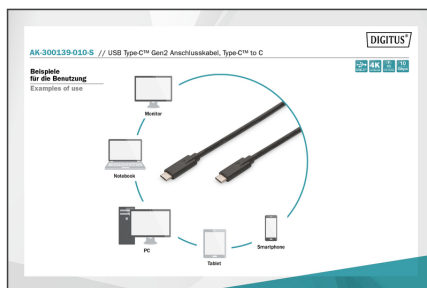 DIGITUS®
AK-300139-010-S // USB Type-C™ Gen2 Anschlusskabel, Type-C™ to C
4K
10
Beispiele
für die Benutzung
Examples of use
Monitor
Notebook
PC
Tablet
Smartphone